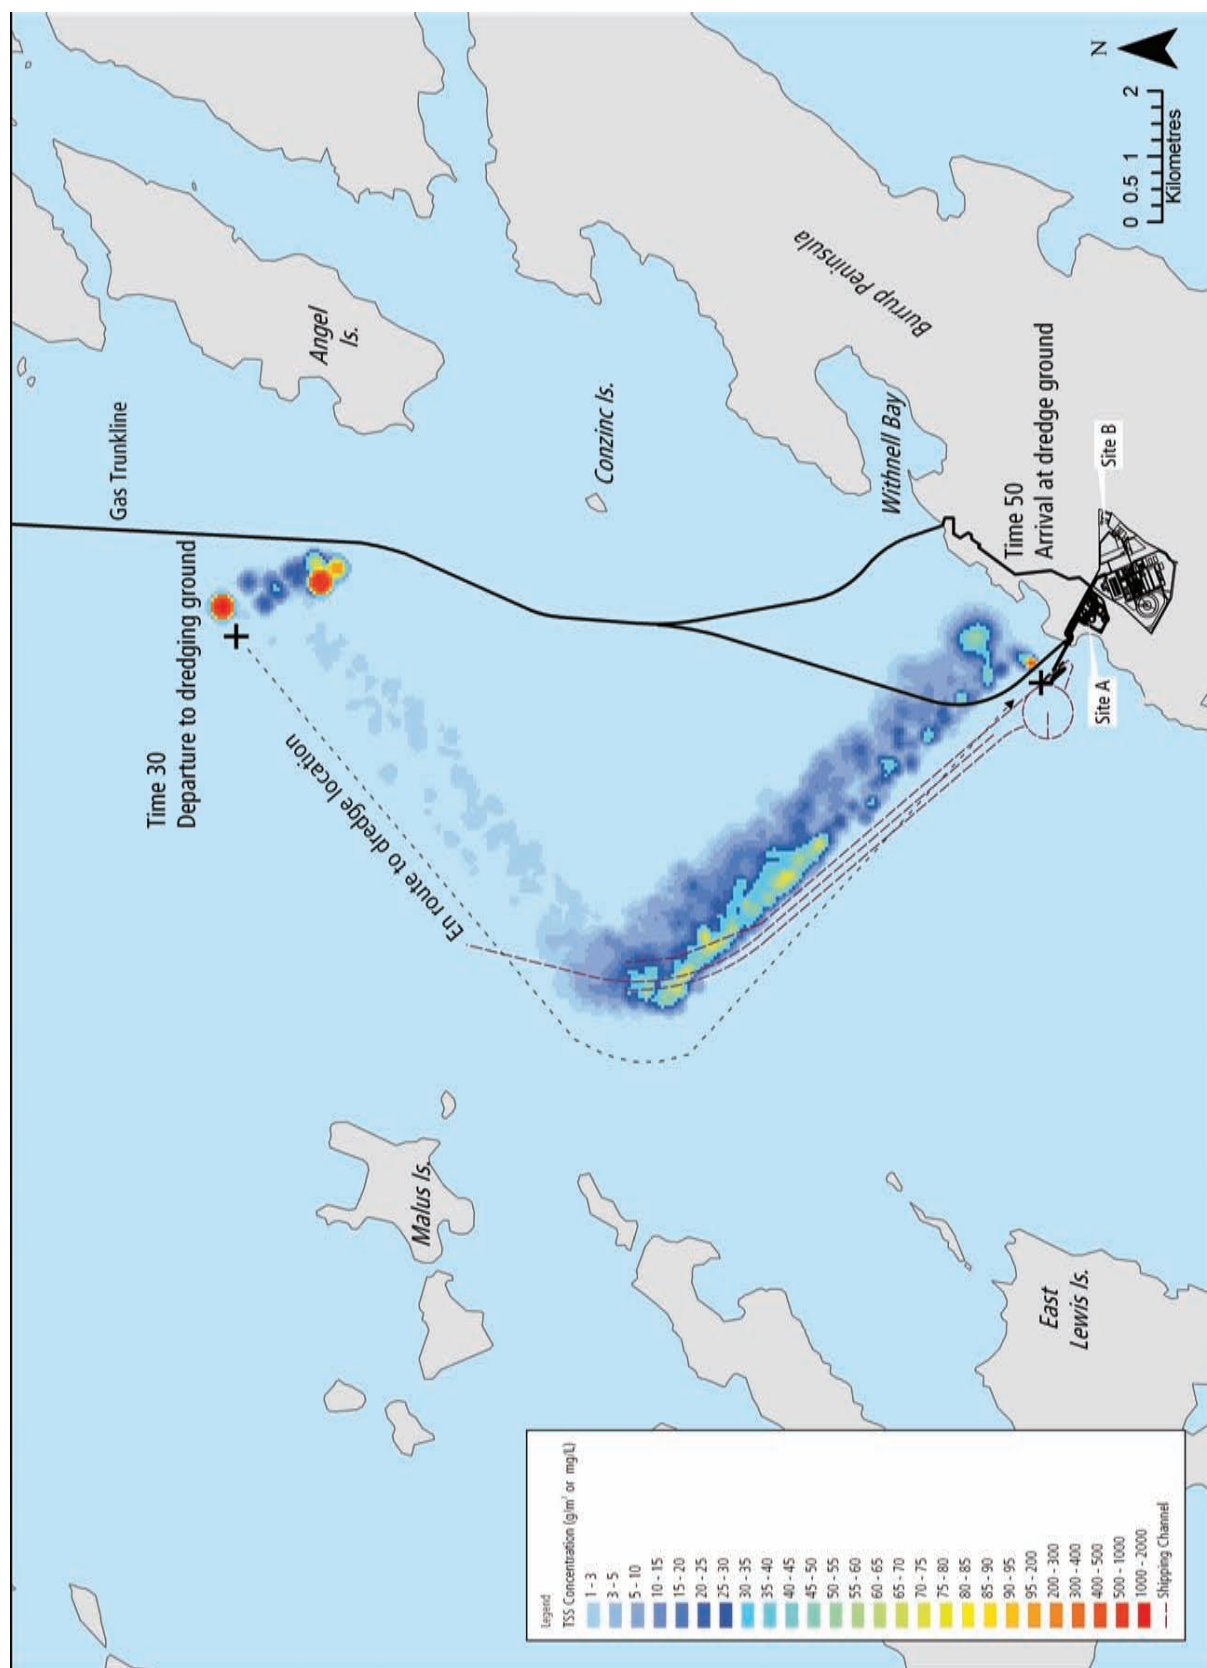 Gas Trunkline
Angel
Is.
Time 30
Departure to dredging ground
En route to dredge location
Conzinc Is.
Burrup Peninsula
Withnell Bay
Time 50
Arrival at dredge ground
Site B
Site A
Malus Is.
East
Lewis Is.
N
0 0.5 1 2
Kilometres
Legend
TSS Concentration (g/m³ or mg/L)
1 - 3
3 - 5
5 - 10
10 - 15
15 - 20
20 - 25
25 - 30
30 - 35
35 - 40
40 - 45
45 - 50
50 - 55
55 - 60
60 - 65
65 - 70
70 - 75
75 - 80
80 - 85
85 - 90
90 - 95
95 - 200
200 - 300
300 - 400
400 - 500
500 - 1000
1000 - 2000
Shipping Channel